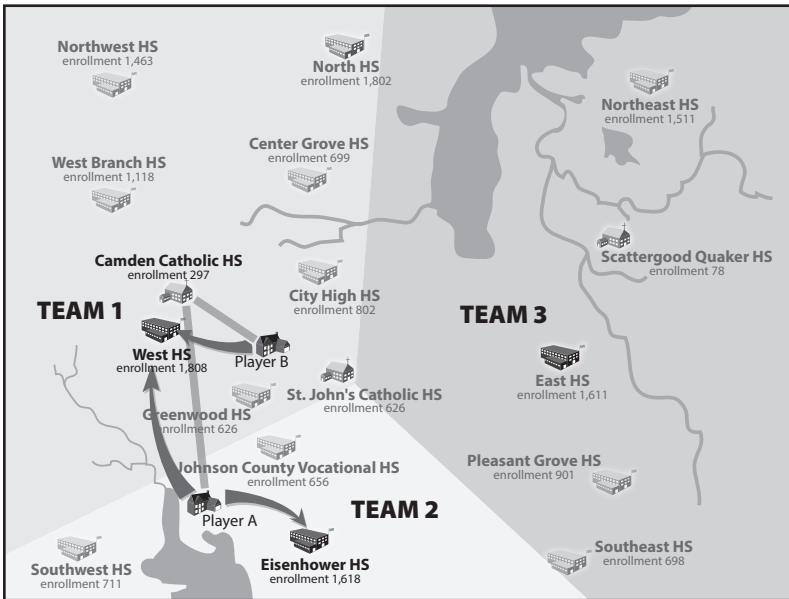 Northwest HS
enrollment 1,463
North HS
enrollment 1,802
Northeast HS
enrollment 1,511
Center Grove HS
enrollment 699
West Branch HS
enrollment 1,118
Camden Catholic HS
enrollment 297
Scattergood Quaker HS
enrollment 78
City High HS
enrollment 802
TEAM 1
TEAM 3
West HS
enrollment 1,808
Player B
East HS
enrollment 1,611
St. John's Catholic HS
enrollment 626
Greenwood HS
enrollment 626
Johnson County Vocational HS
enrollment 656
Pleasant Grove HS
enrollment 901
Player A
TEAM 2
Southwest HS
enrollment 711
Eisenhower HS
enrollment 1,618
Southeast HS
enrollment 698